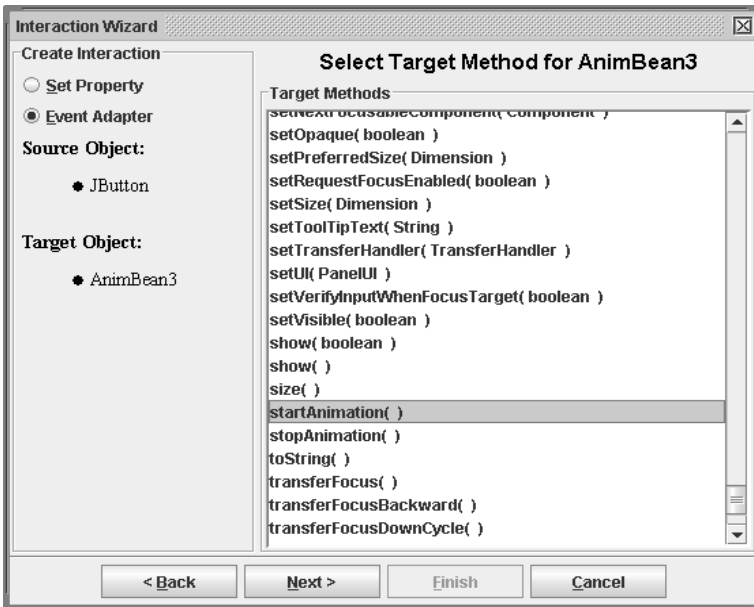 Interaction Wizard
Create Interaction
Set Property
Event Adapter
Source Object:
JButton
Target Object:
AnimBean3
Select Target Method for AnimBean3
Target Methods
setNextFocusableComponent( Component )
setOpaque( boolean )
setPreferredSize( Dimension )
setRequestFocusEnabled( boolean )
setSize( Dimension )
setToolTipText( String )
setTransferHandler( TransferHandler )
setUI( PanelUI )
setVerifyInputWhenFocusTarget( boolean )
setVisible( boolean )
show( boolean )
show( )
size( )
startAnimation( )
stopAnimation( )
toString( )
transferFocus( )
transferFocusBackward( )
transferFocusDownCycle( )
< Back
Next >
Finish
Cancel